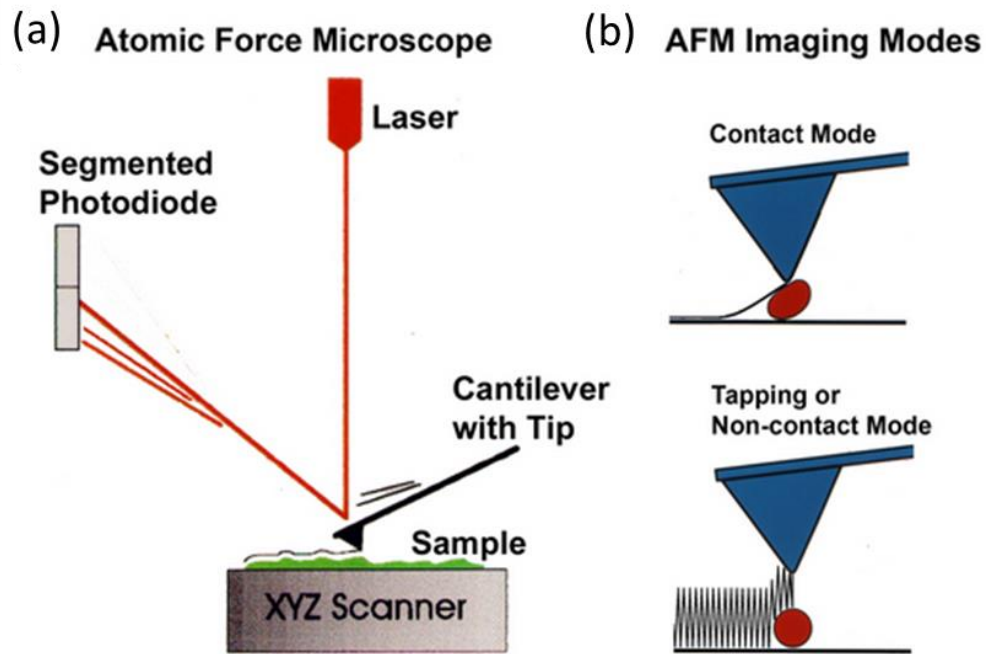 (a) Atomic Force Microscope
Laser
Segmented
Photodiode
Cantilever
with Tip
Sample
XYZ Scanner
(b) AFM Imaging Modes
Contact Mode
Tapping or
Non-contact Mode